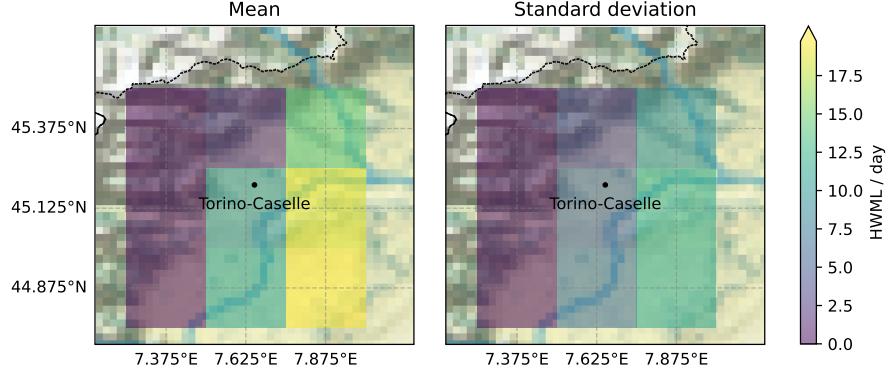 Mean
Standard deviation
45.375°N
45.125°N
44.875°N
Torino-Caselle
Torino-Caselle
7.375°E 7.625°E 7.875°E
7.375°E 7.625°E 7.875°E
17.5
15.0
12.5
10.0
7.5
5.0
2.5
0.0
HWML / day